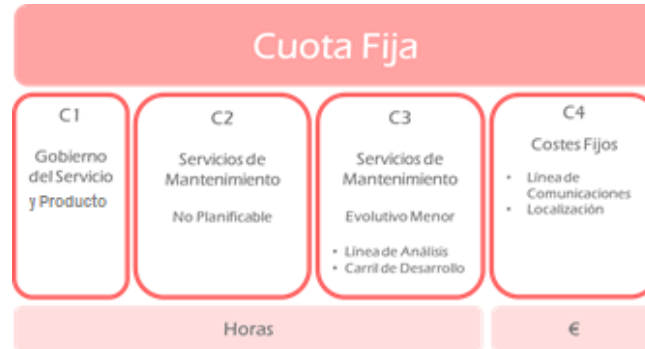 Cuota Fija
C1
Gobierno
del Servicio
y Producto
C2
Servicios de
Mantenimiento
No Planificable
C3
Servicios de
Mantenimiento
Evolutivo Menor
• Línea de Análisis
• Carril de Desarrollo
C4
Costes Fijos
• Línea de
Comunicaciones
• Localización
Horas
€